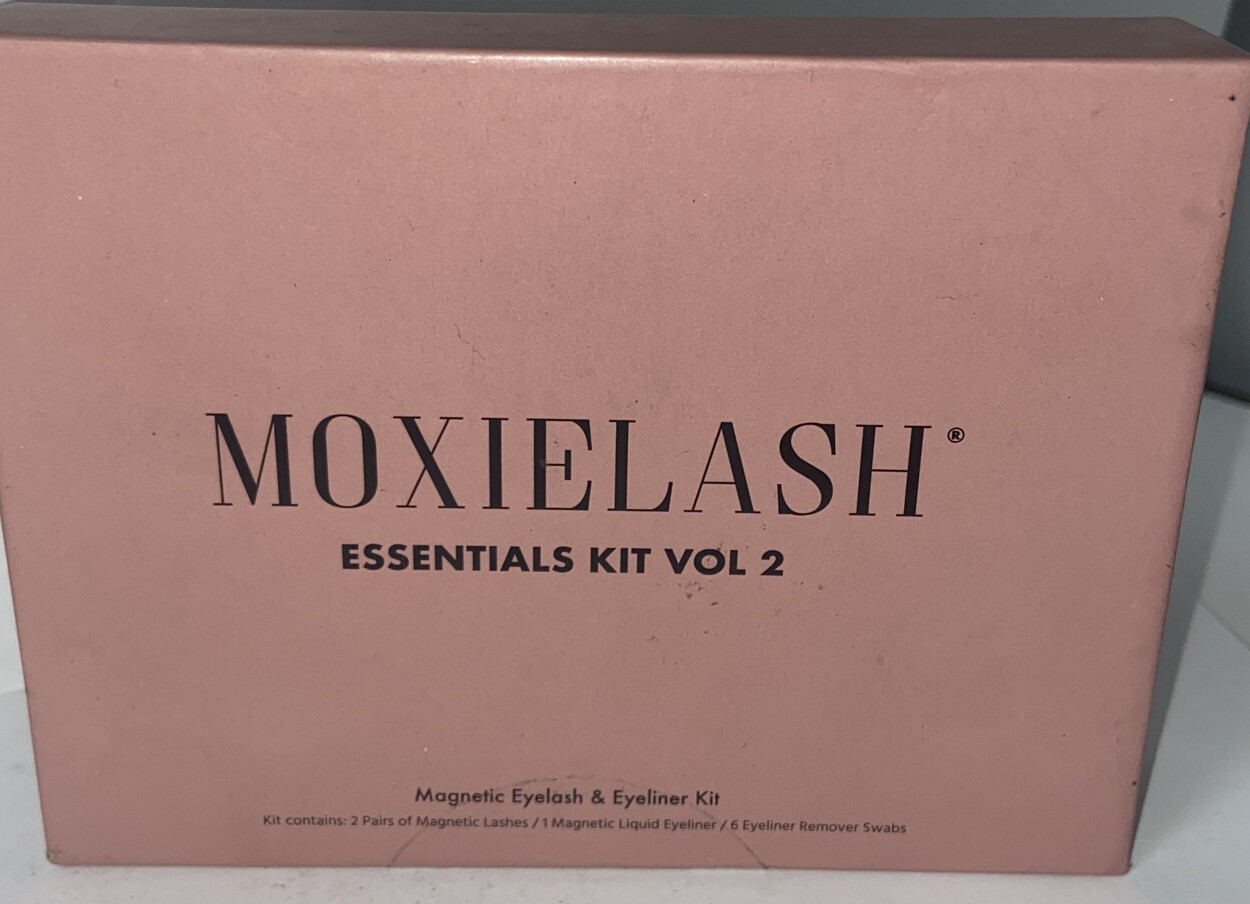 MOXIELASH®
ESSENTIALS KIT VOL 2
Magnetic Eyelash & Eyeliner Kit
Kit contains: 2 Pairs of Magnetic Lashes / 1 Magnetic Liquid Eyeliner / 6 Eyeliner Remover Swabs